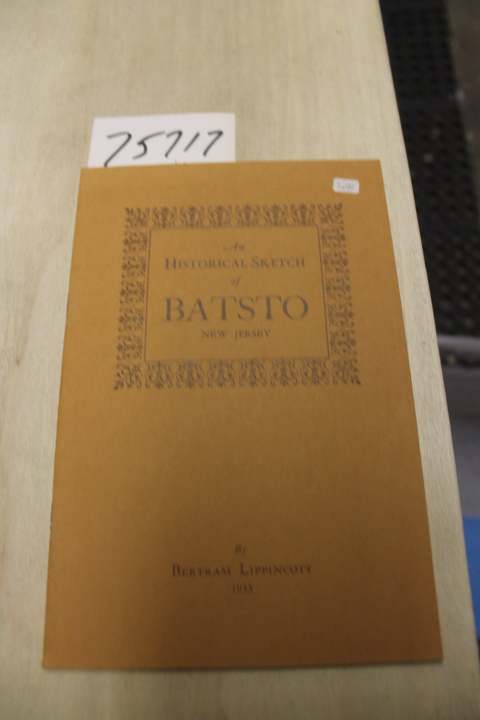 75717
An
HISTORICAL SKETCH
of
BATSTO
NEW JERSEY
By
BERTRAM LIPPINCOTT
1933